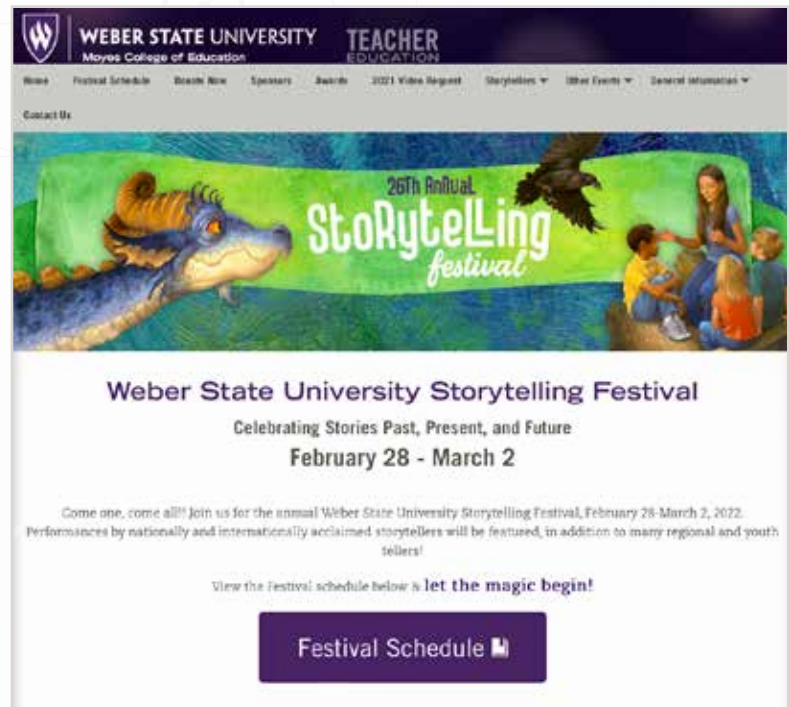 WEBER STATE UNIVERSITY
Moyes College of Education
TEACHER
EDUCATION
Home Festival Schedule Donate Now Sponsors Awards 2021 Video Request Storytellers Other Events General Information
Contact Us
26Th AnnuaL
StoRytelLing
festival
Weber State University Storytelling Festival
Celebrating Stories Past, Present, and Future
February 28 - March 2
Come one, come all!! Join us for the annual Weber State University Storytelling Festival, February 28-March 2, 2022.
Performances by nationally and internationally acclaimed storytellers will be featured, in addition to many regional and youth
tellers!
View the Festival schedule below & let the magic begin!
Festival Schedule